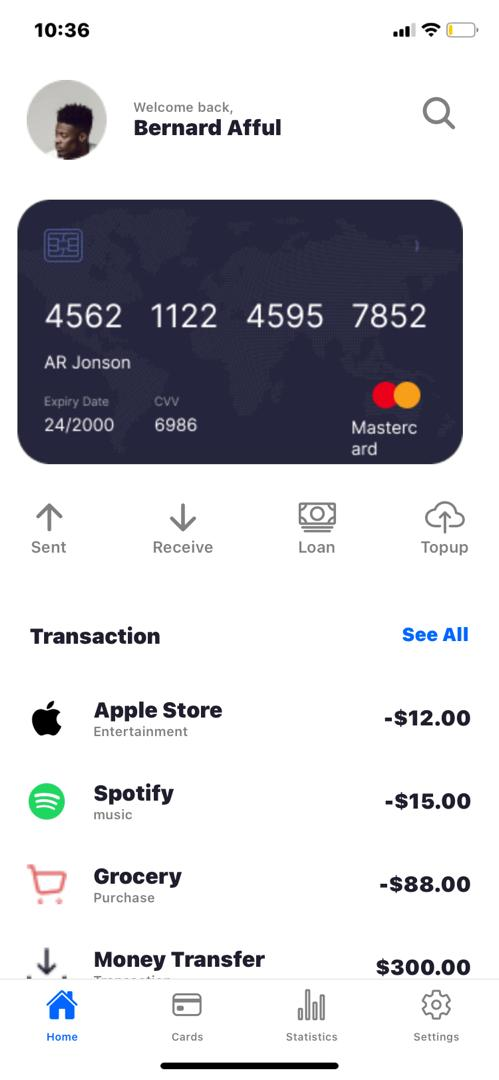 10:36
Welcome back,
Bernard Afful
4562 1122 4595 7852
AR Jonson
Expiry Date CVV
24/2000 6986
Masterc
ard
Sent Receive Loan Topup
Transaction See All
Apple Store -$12.00
Entertainment
Spotify -$15.00
music
Grocery -$88.00
Purchase
Money Transfer $300.00
Transaction
Home Cards Statistics Settings